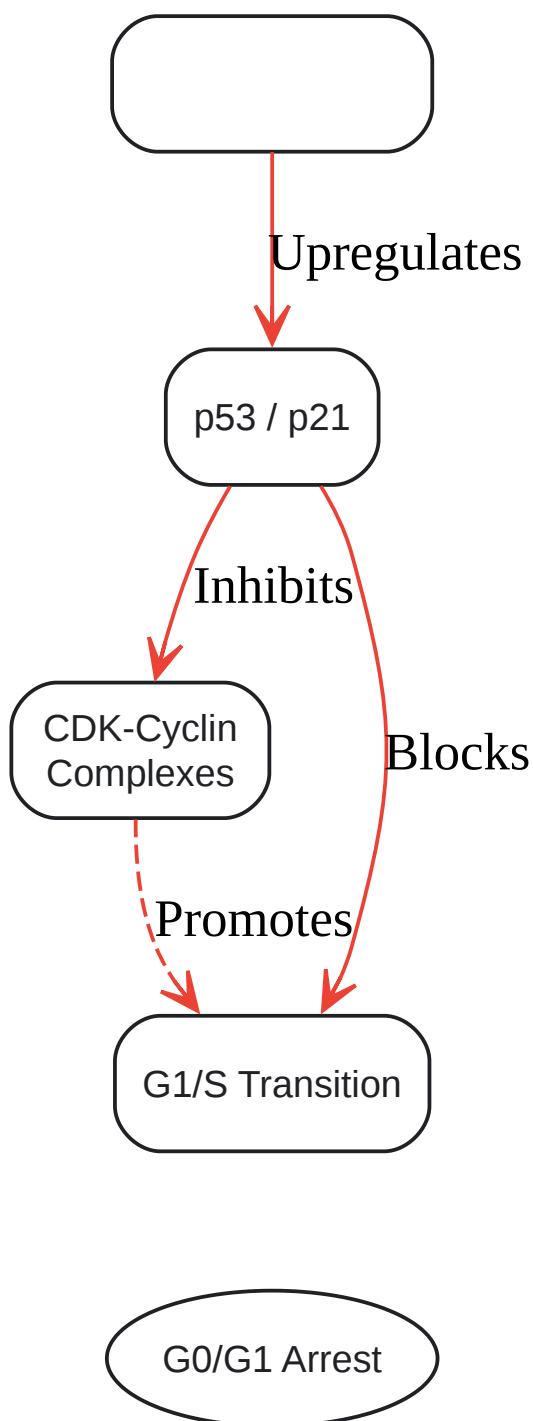 Upregulates
p53 / p21
Inhibits
CDK-Cyclin
Complexes
Blocks
Promotes
G1/S Transition
G0/G1 Arrest